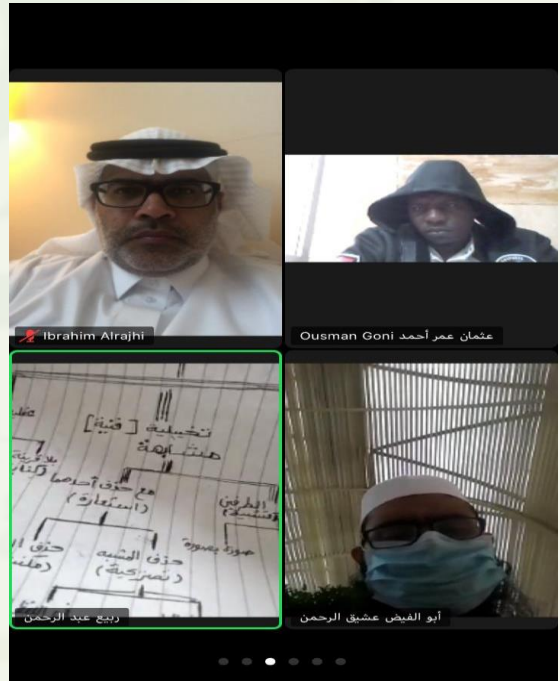 Ibrahim Alrajhi
Ousman Goni عثمان عمر أحمد
تخييلية [فنية]
مشابهة
مع حذف أحدهما
(استعارة)
الطرفين
صورة بصورة
حذف المشبه
(تصريحية)
حذف
ربيع عبد الرحمن
أبو الفيض عشيق الرحمن